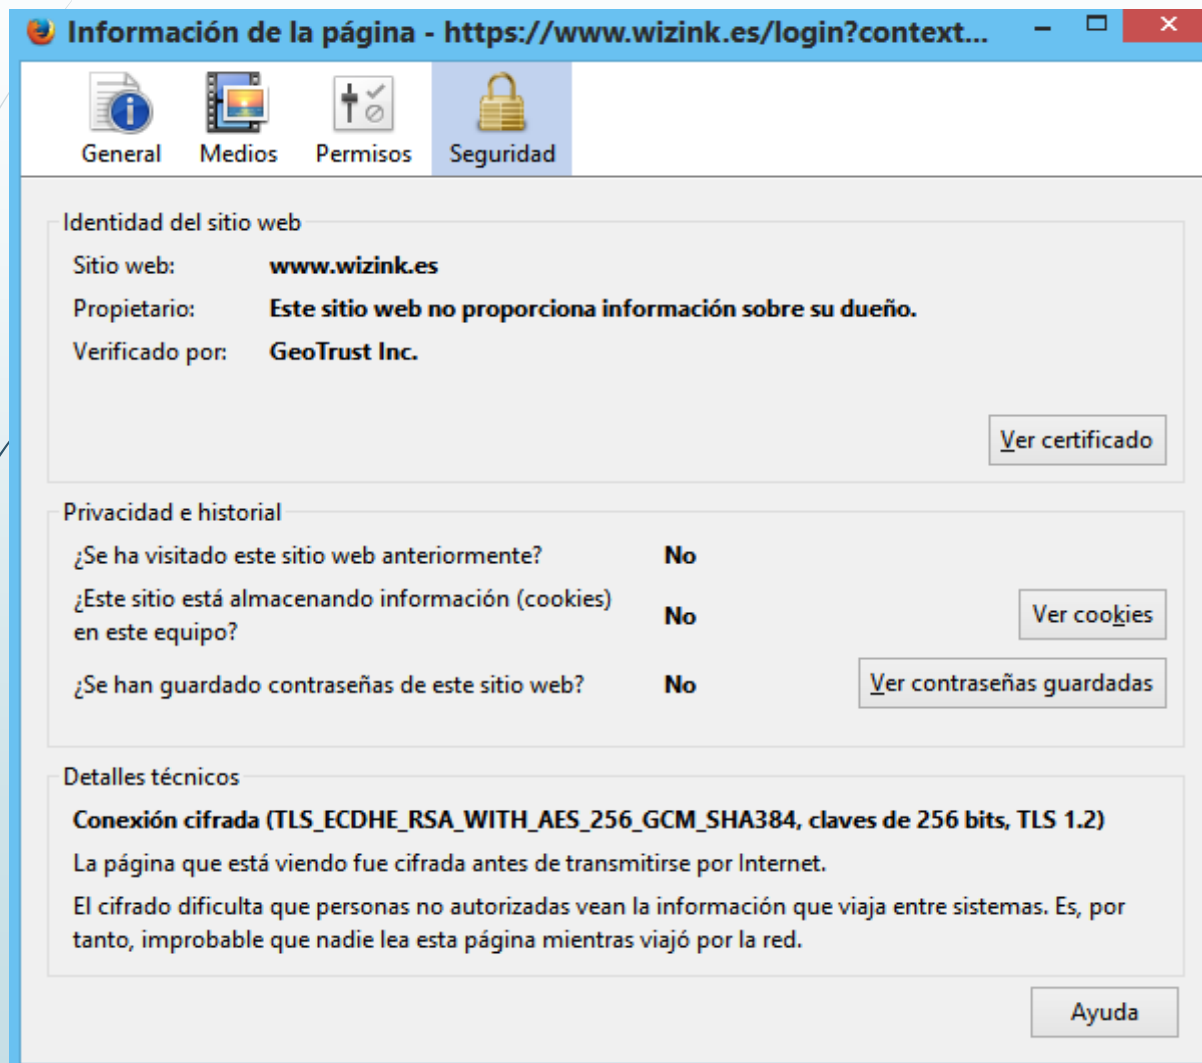 Información de la página - https://www.wizink.es/login?context...
General Medios Permisos Seguridad
Identidad del sitio web
Sitio web: www.wizink.es
Propietario: Este sitio web no proporciona información sobre su dueño.
Verificado por: GeoTrust Inc.
Ver certificado
Privacidad e historial
¿Se ha visitado este sitio web anteriormente? No
¿Este sitio está almacenando información (cookies)
en este equipo? No Ver cookies
¿Se han guardado contraseñas de este sitio web? No Ver contraseñas guardadas
Detalles técnicos
Conexión cifrada (TLS_ECDHE_RSA_WITH_AES_256_GCM_SHA384, claves de 256 bits, TLS 1.2)
La página que está viendo fue cifrada antes de transmitirse por Internet.
El cifrado dificulta que personas no autorizadas vean la información que viaja entre sistemas. Es, por
tanto, improbable que nadie lea esta página mientras viajó por la red.
Ayuda